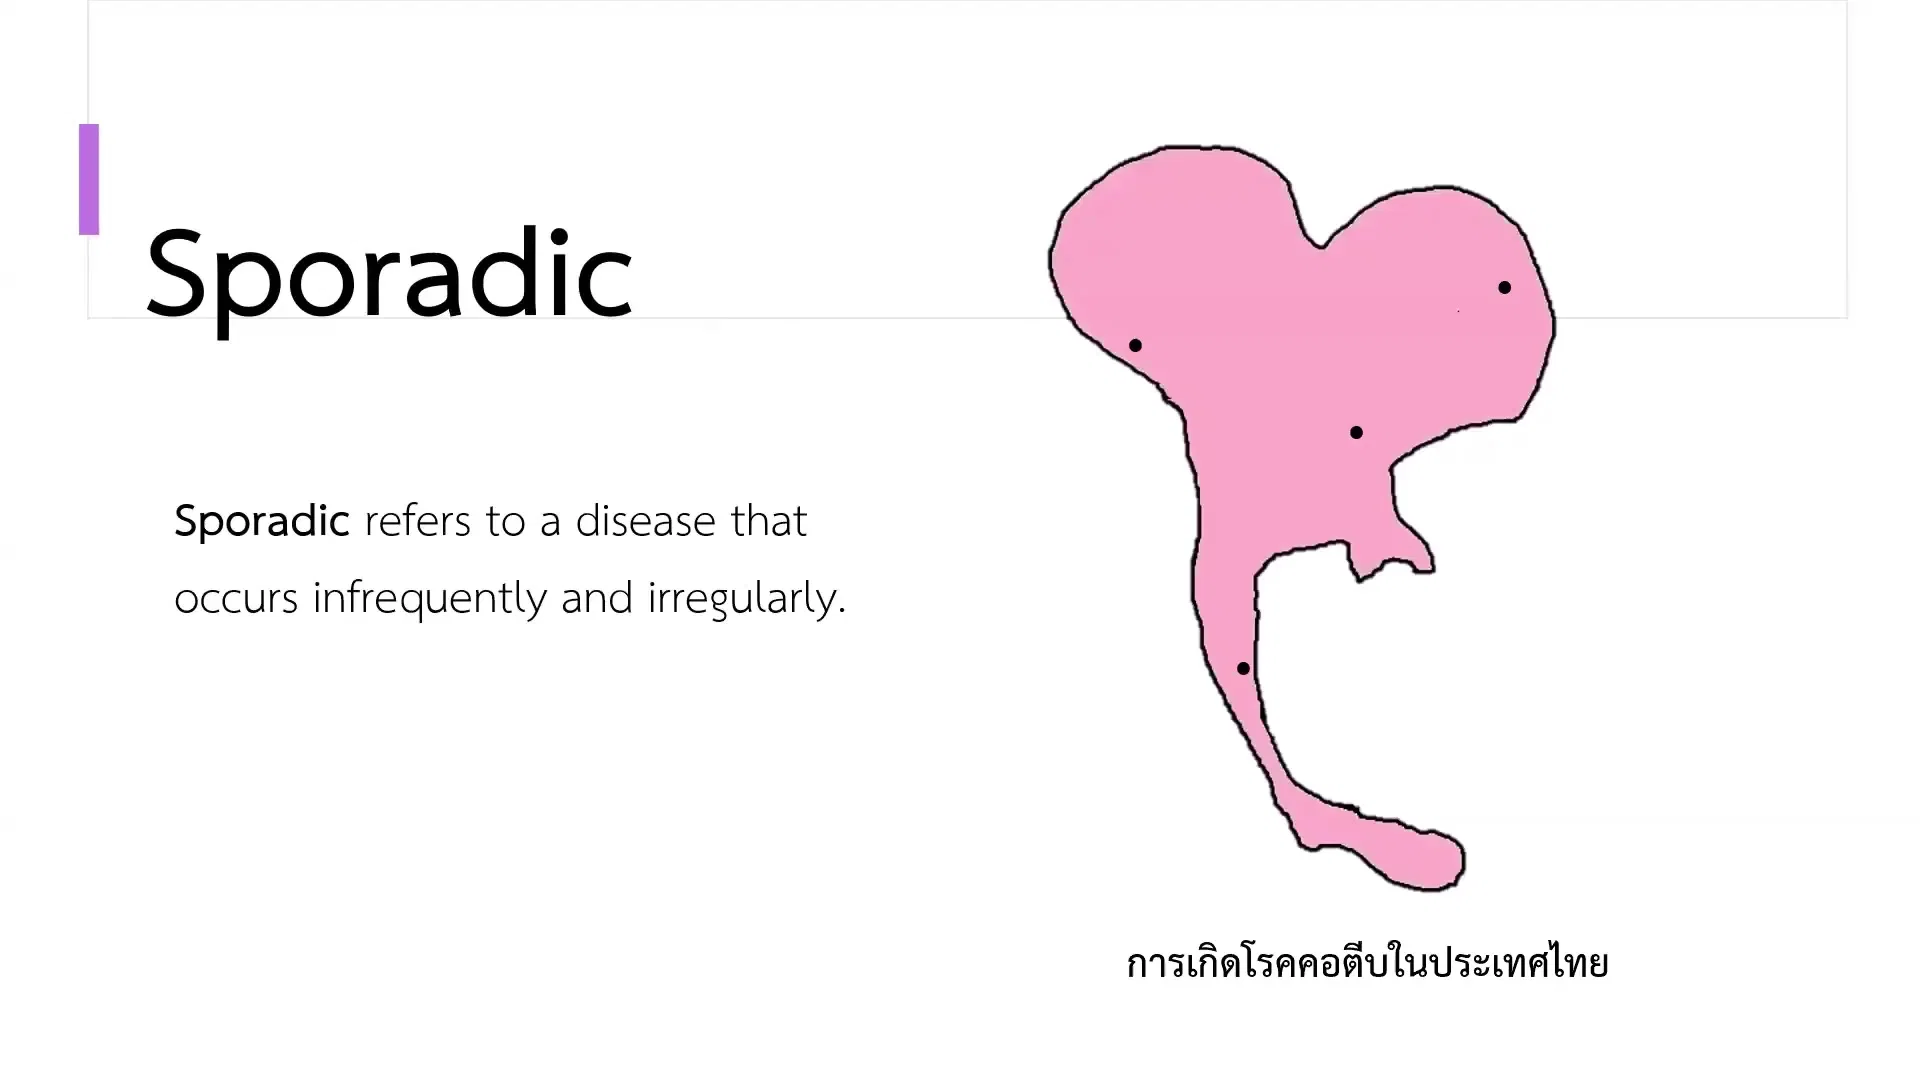 Sporadic
Sporadic refers to a disease that
occurs infrequently and irregularly.
การเกิดโรคคอตีบในประเทศไทย